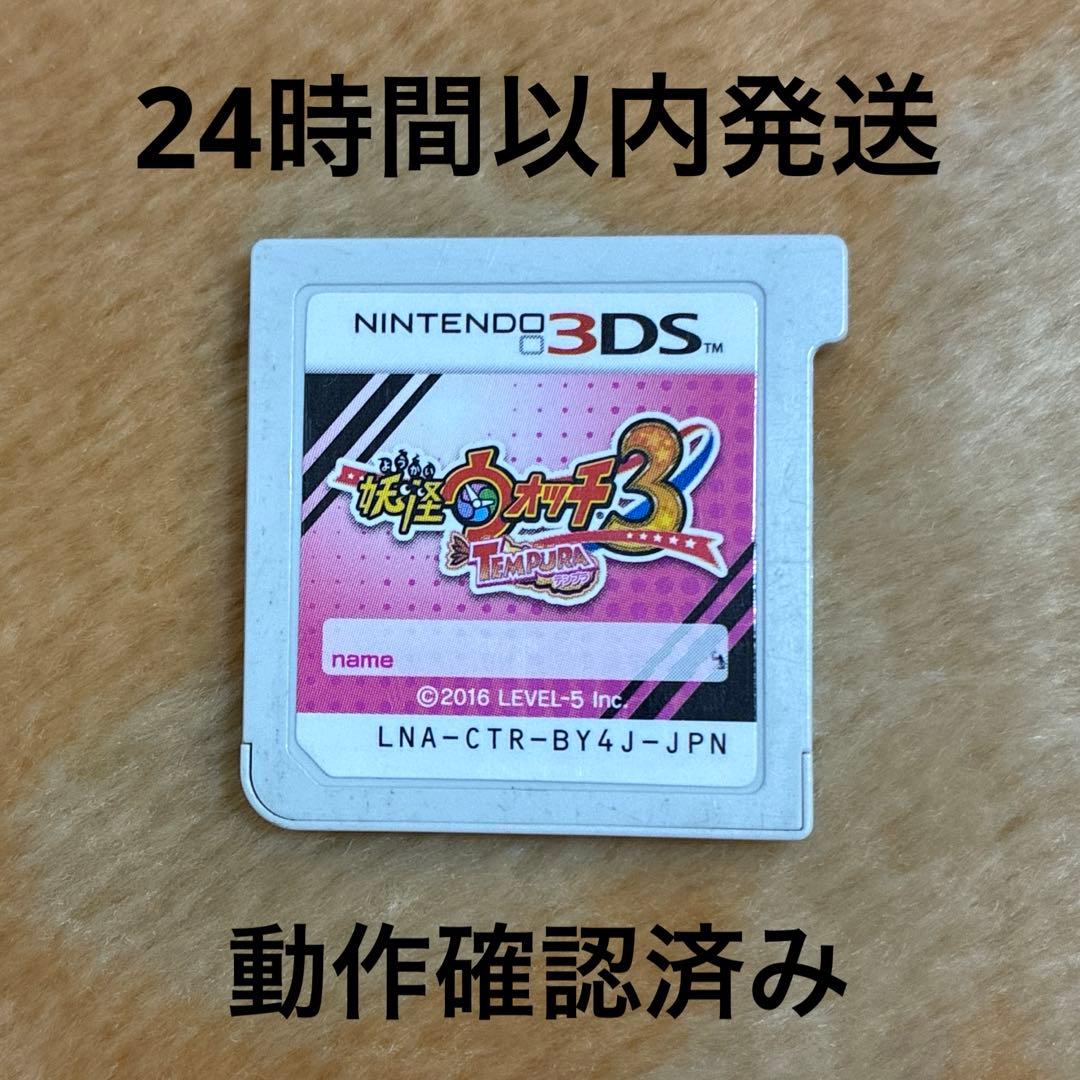 24時間以内発送
NINTENDO 3DS™
ようかい
妖怪ウォッチ3
TEMPURA
テンプラ
name
©2016 LEVEL-5 Inc.
LNA-CTR-BY4J-JPN
動作確認済み